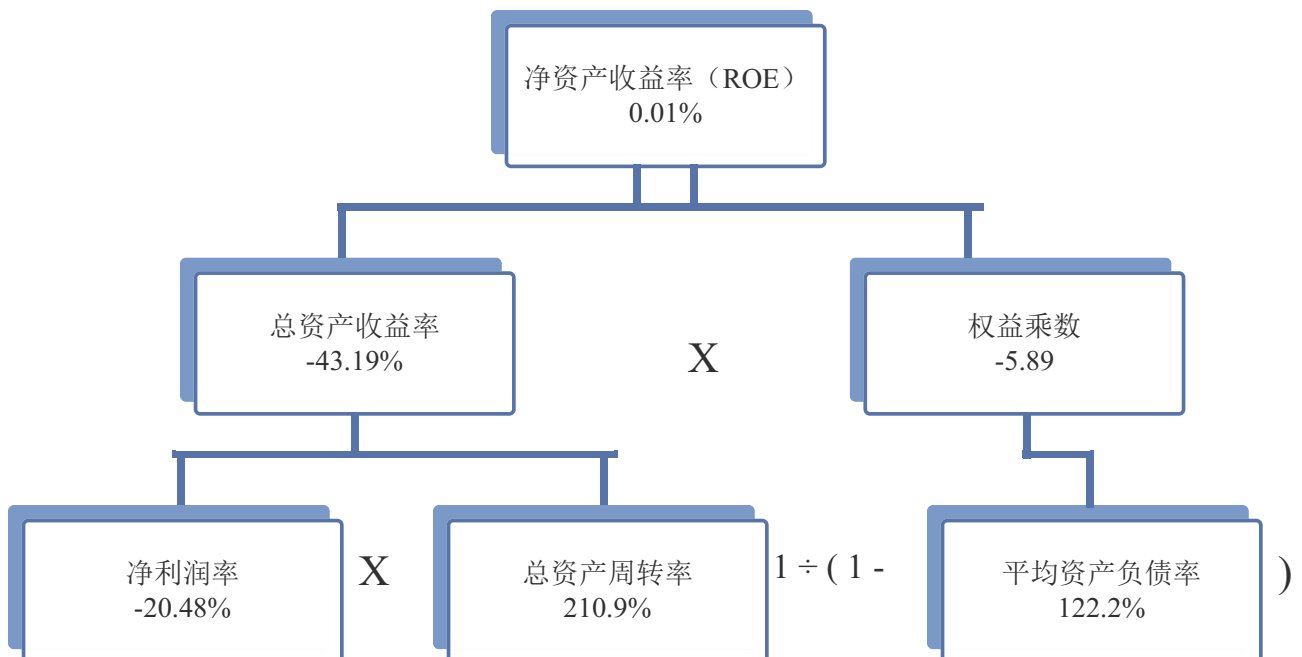 净资产收益率（ROE）
0.01%
总资产收益率
-43.19%
X
权益乘数
-5.89
净利润率
-20.48%
X
总资产周转率
210.9%
1 ÷ ( 1 -
平均资产负债率
122.2%
)